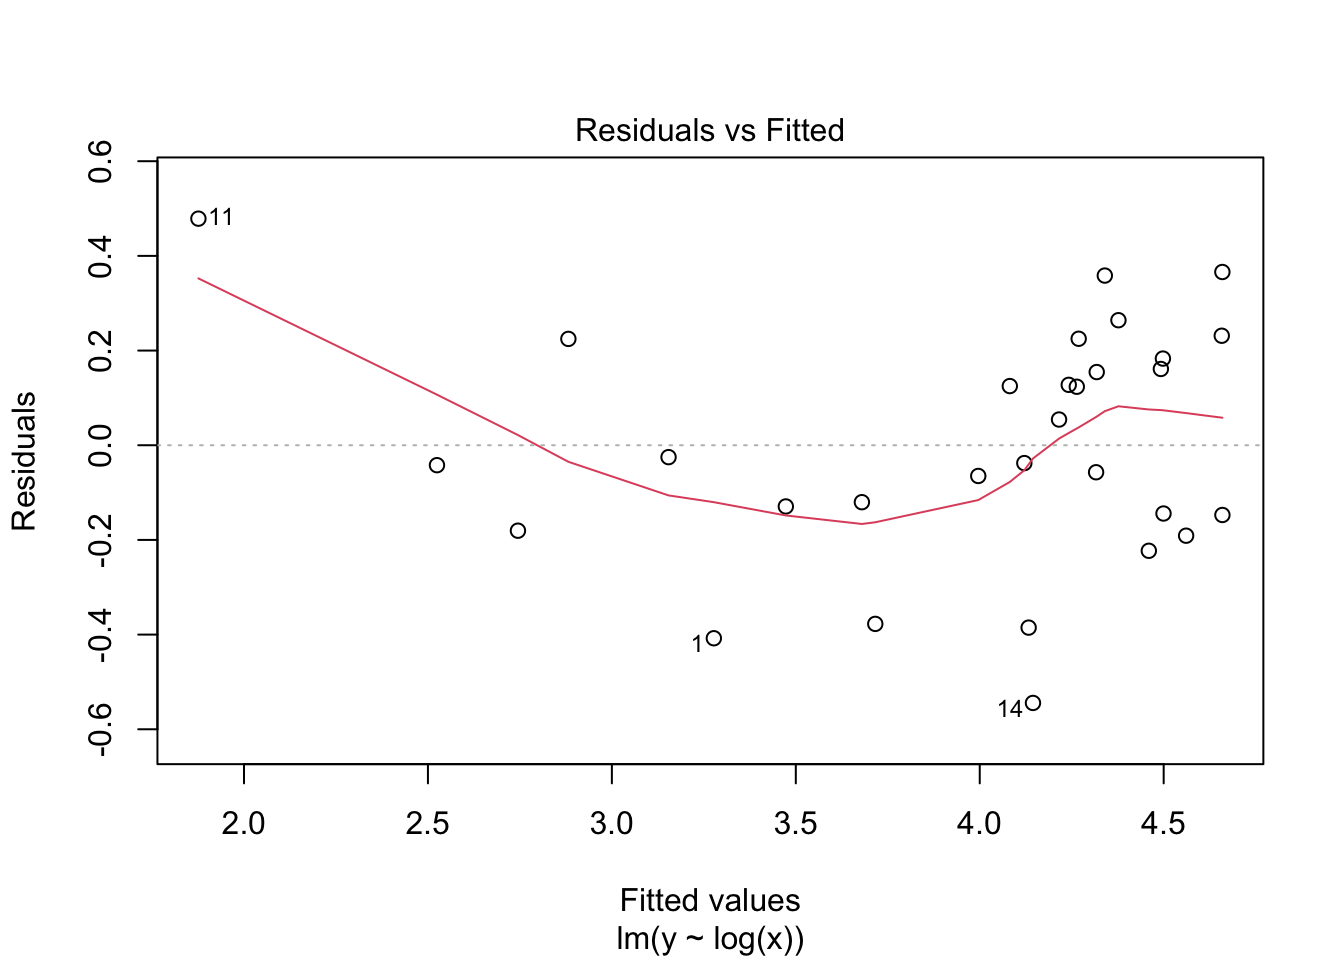 Residuals vs Fitted
0.6
0.4
0.2
0.0
-0.2
-0.4
-0.6
Residuals
11
1
14
2.0 2.5 3.0 3.5 4.0 4.5
Fitted values
lm(y ~ log(x))